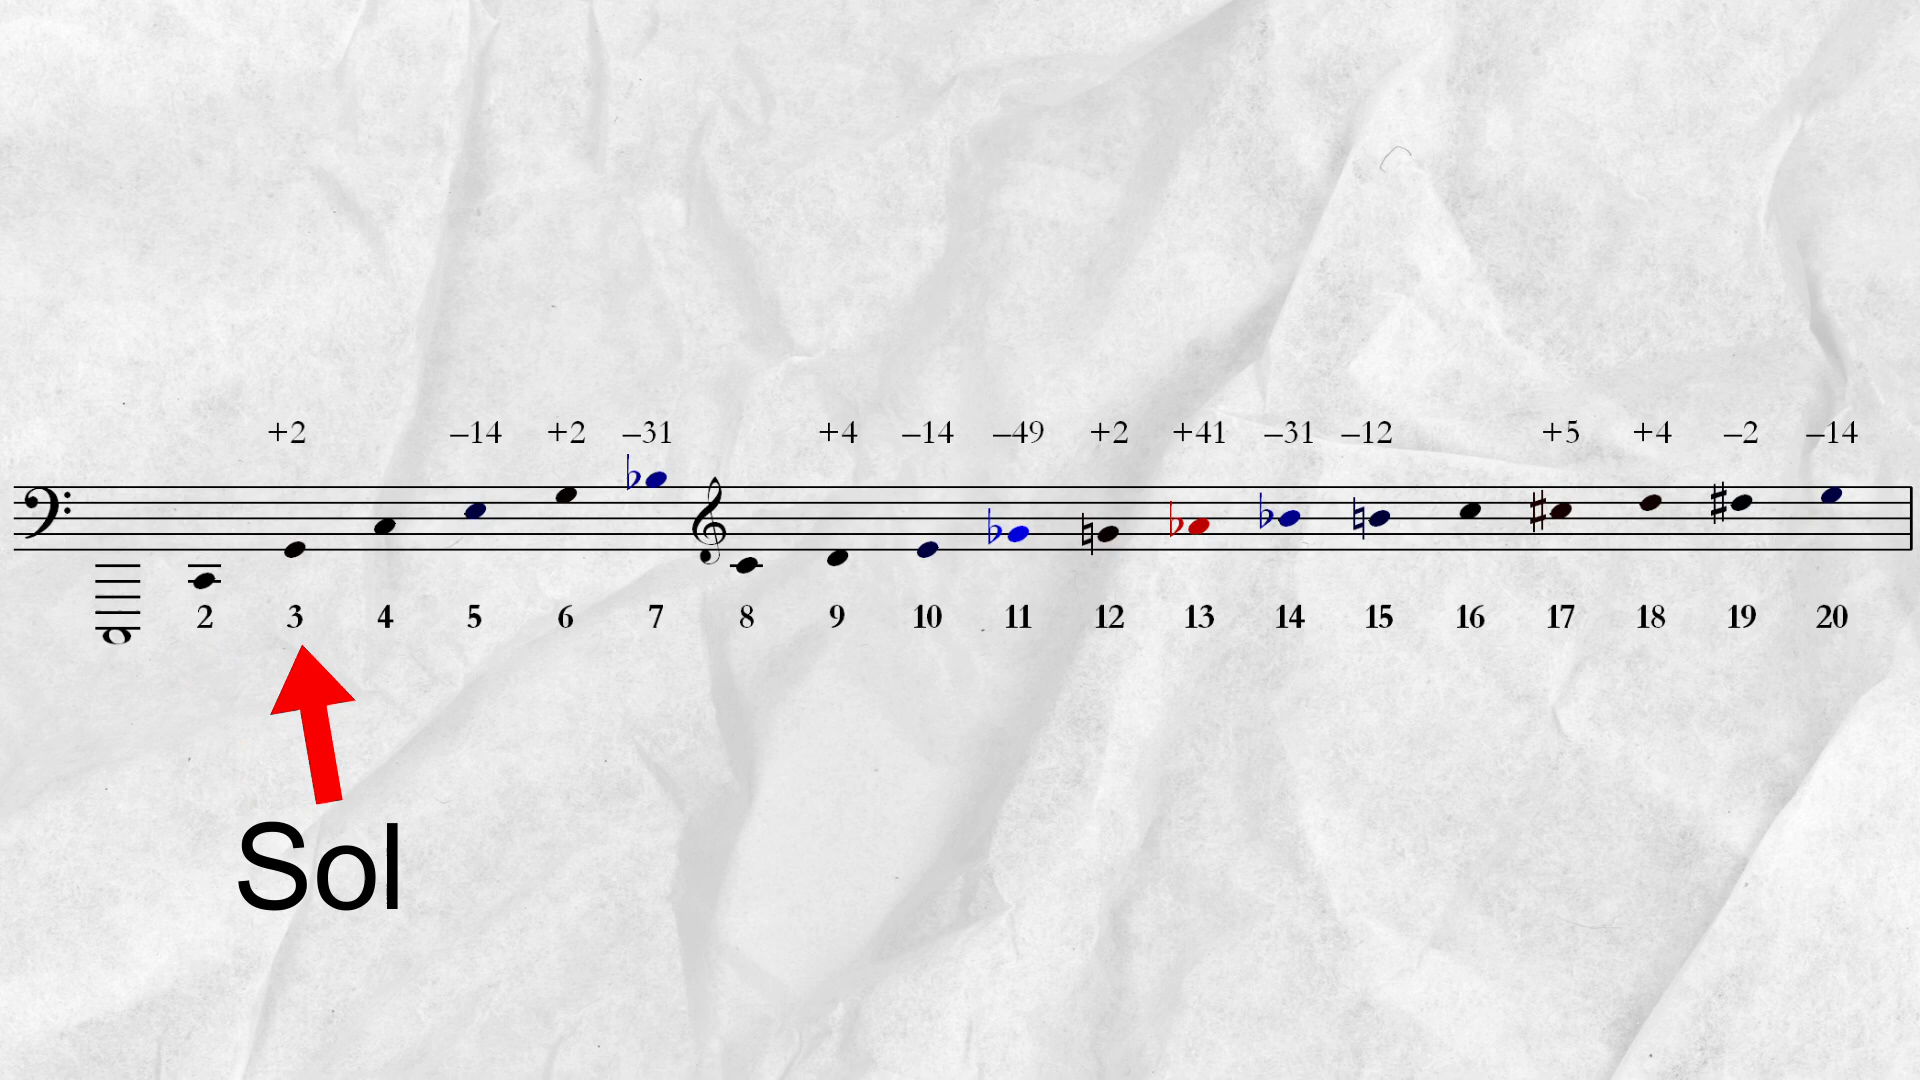 +2 –14 +2 –31 +4 –14 –49 +2 +41 –31 –12 +5 +4 –2 –14
2 3 4 5 6 7 8 9 10 11 12 13 14 15 16 17 18 19 20
Sol